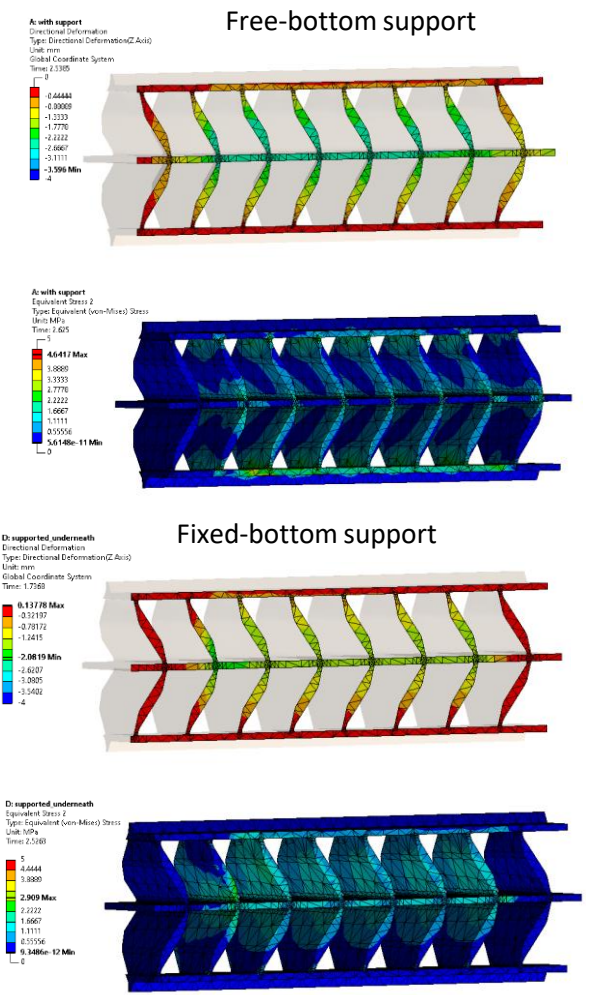 Free-bottom support
A: with support
Directional Deformation
Type: Directional Deformation(Z Axis)
Unit: mm
Global Coordinate System
Time: 2.5385
0
-0.44444
-0.88889
-1.3333
-1.7778
-2.2222
-2.6667
-3.1111
-3.596 Min
-4
A: with support
Equivalent Stress 2
Type: Equivalent (von-Mises) Stress
Unit: MPa
Time: 2.625
5
4.6417 Max
3.8889
3.3333
2.7778
2.2222
1.6667
1.1111
0.55556
5.6148e-11 Min
0
Fixed-bottom support
D: supported_underneath
Directional Deformation
Type: Directional Deformation(Z Axis)
Unit: mm
Global Coordinate System
Time: 1.7368
0.13778 Max
-0.32197
-0.78172
-1.2415
-2.0819 Min
-2.6207
-3.0805
-3.5402
-4
D: supported_underneath
Equivalent Stress 2
Type: Equivalent (von-Mises) Stress
Unit: MPa
Time: 2.5263
5
4.4444
3.8889
2.909 Max
2.2222
1.6667
1.1111
0.55556
9.3486e-12 Min
0